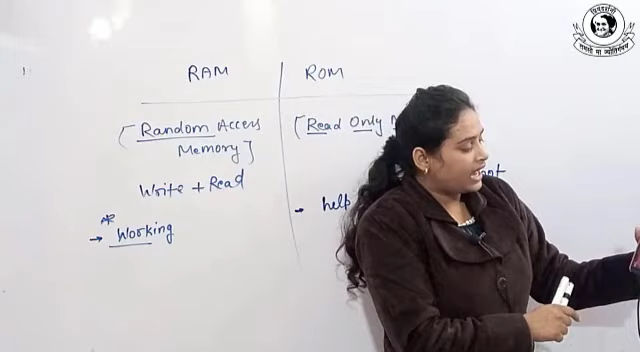 RAM
ROM
(Random Access
Memory]
(Read Only
Write + Read
→ Working
→ help